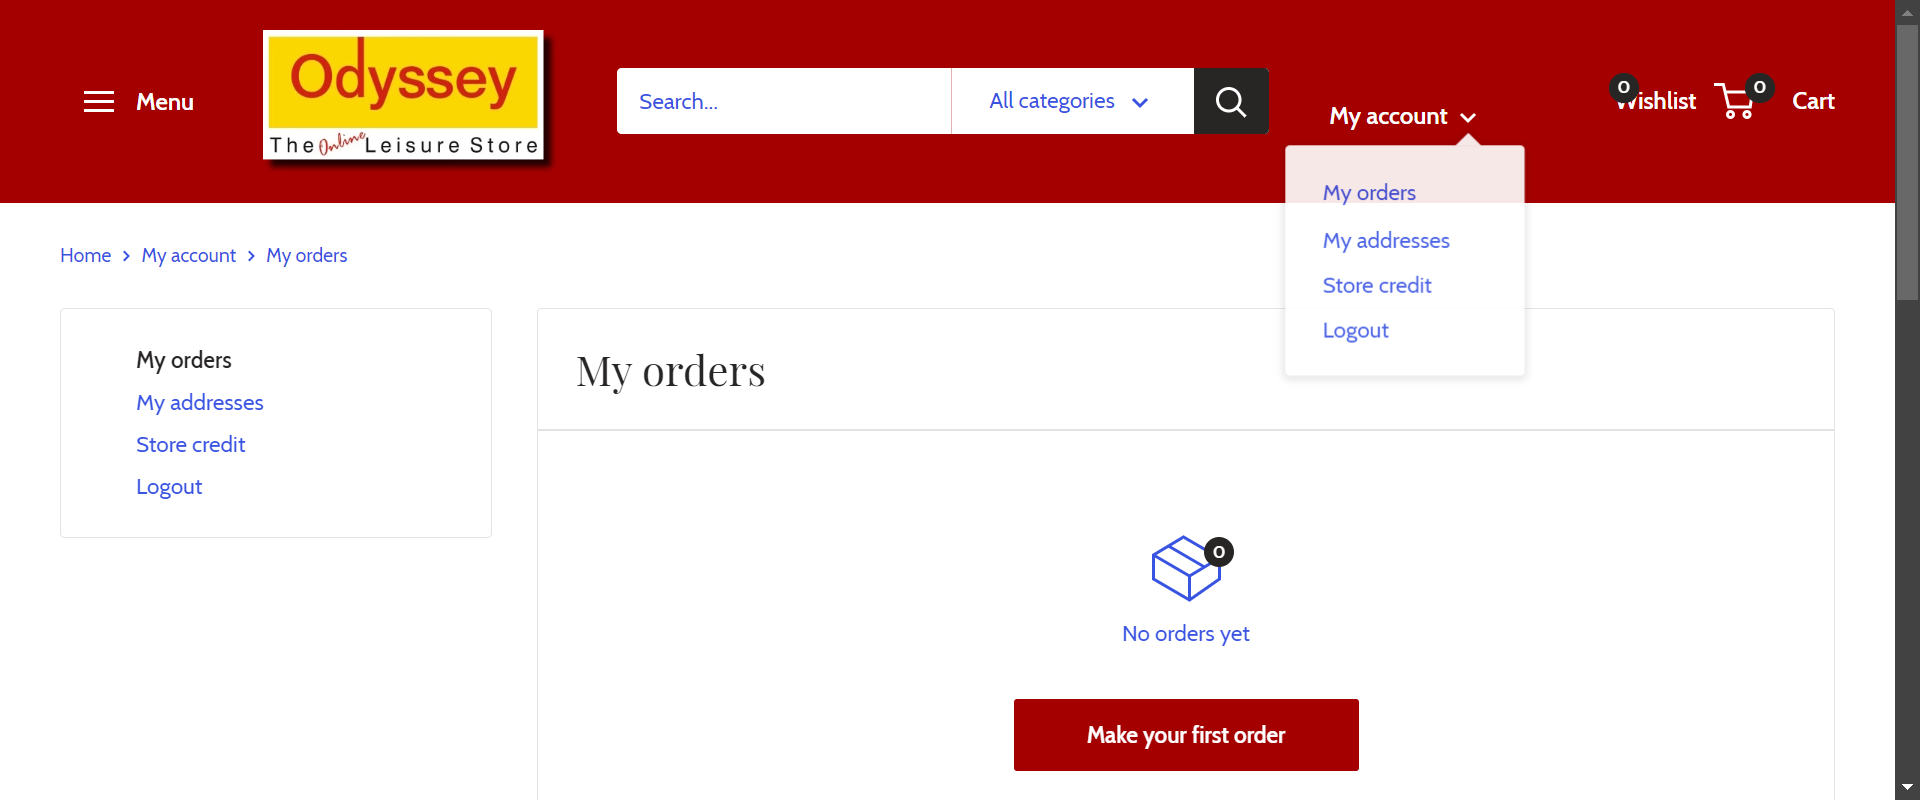 Menu
Odyssey
The Online Leisure Store
Search...
All categories
My account
0
Wishlist
0
Cart
My orders
My addresses
Store credit
Logout
Home > My account > My orders
My orders
My addresses
Store credit
Logout
My orders
0
No orders yet
Make your first order